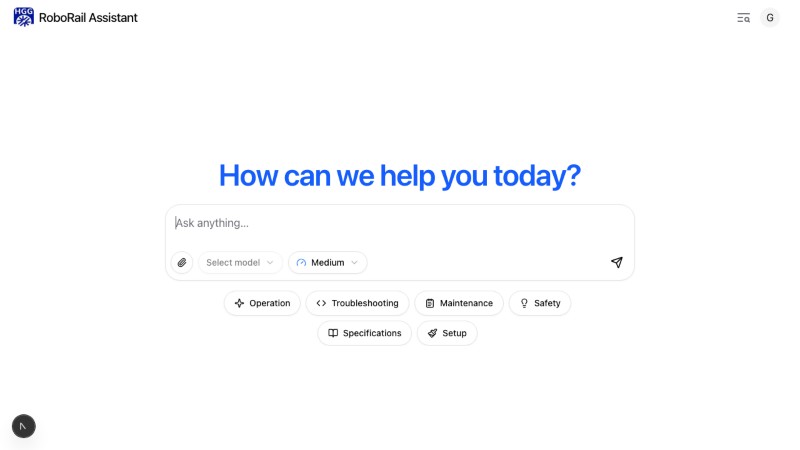 HGG
RoboRail Assistant
G
How can we help you today?
Ask anything...
Select model
Medium
Operation
Troubleshooting
Maintenance
Safety
Specifications
Setup
N